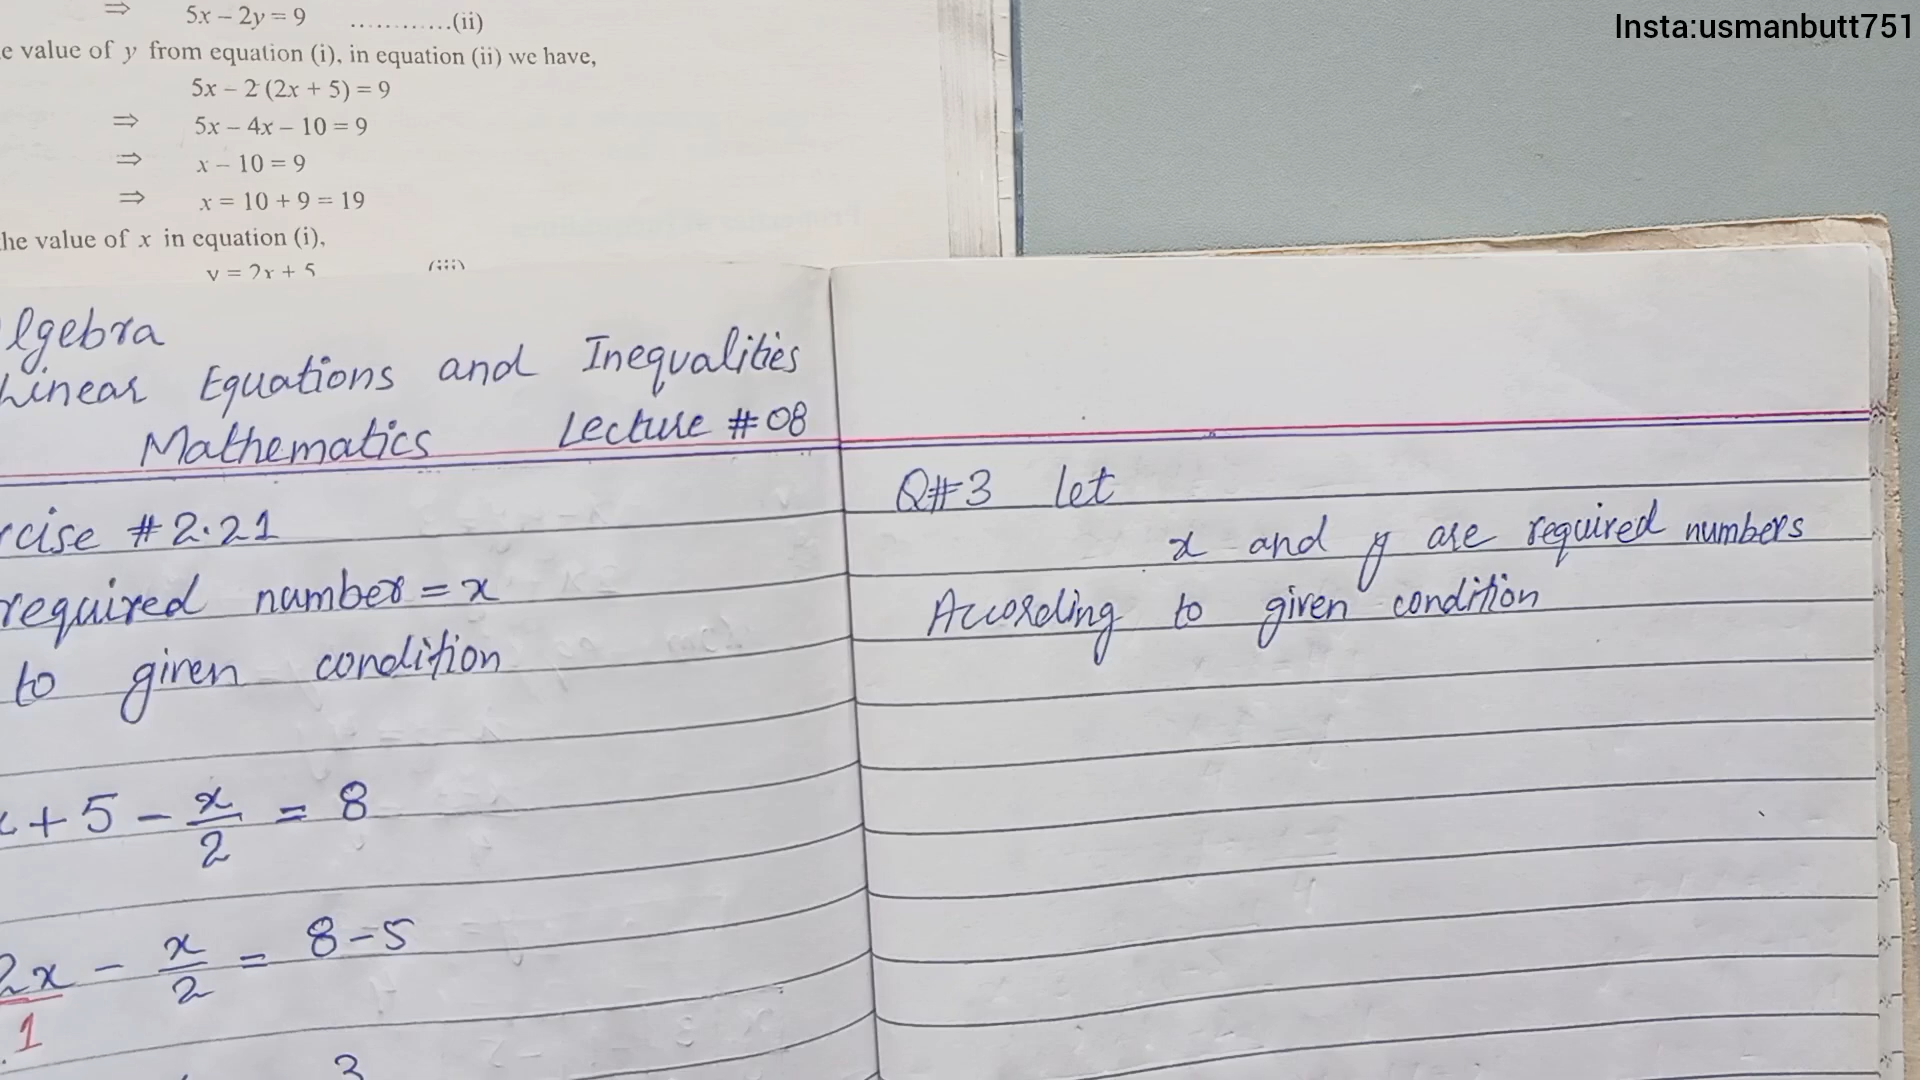 Insta:usmanbutt751
⇒ 5x – 2y = 9 ............(ii)
e value of y from equation (i), in equation (ii) we have,
5x – 2 (2x + 5) = 9
⇒ 5x – 4x – 10 = 9
⇒ x – 10 = 9
⇒ x = 10 + 9 = 19
he value of x in equation (i),
y = 2x + 5 (iii)
lgebra
Linear Equations and Inequalities
Mathematics Lecture #08
rcise #2.21
required number = x
to given condition
x + 5 - x/2 = 8
2x - x/2 = 8-5
1
3
Q#3 let
x and y are required numbers
According to given condition